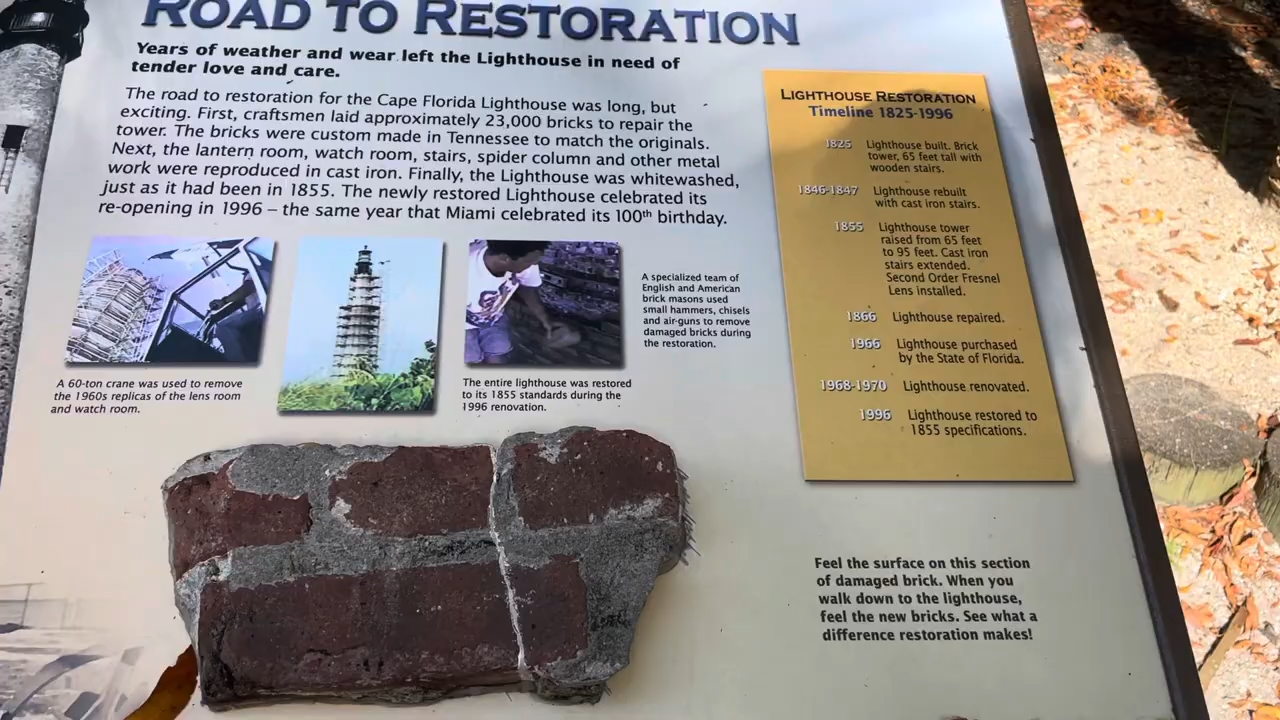 ROAD TO RESTORATION
Years of weather and wear left the Lighthouse in need of
tender love and care.
The road to restoration for the Cape Florida Lighthouse was long, but
exciting. First, craftsmen laid approximately 23,000 bricks to repair the
tower. The bricks were custom made in Tennessee to match the originals.
Next, the lantern room, watch room, stairs, spider column and other metal
work were reproduced in cast iron. Finally, the Lighthouse was whitewashed,
just as it had been in 1855. The newly restored Lighthouse celebrated its
re-opening in 1996 – the same year that Miami celebrated its 100th birthday.
A 60-ton crane was used to remove
the 1960s replicas of the lens room
and watch room.
The entire lighthouse was restored
to its 1855 standards during the
1996 renovation.
A specialized team of
English and American
brick masons used
small hammers, chisels
and air-guns to remove
damaged bricks during
the restoration.
LIGHTHOUSE RESTORATION
Timeline 1825-1996
1825 Lighthouse built. Brick
tower, 65 feet tall with
wooden stairs.
1846-1847 Lighthouse rebuilt
with cast iron stairs.
1855 Lighthouse tower
raised from 65 feet
to 95 feet. Cast iron
stairs extended.
Second Order Fresnel
Lens installed.
1866 Lighthouse repaired.
1966 Lighthouse purchased
by the State of Florida.
1968-1970 Lighthouse renovated.
1996 Lighthouse restored to
1855 specifications.
Feel the surface on this section
of damaged brick. When you
walk down to the lighthouse,
feel the new bricks. See what a
difference restoration makes!